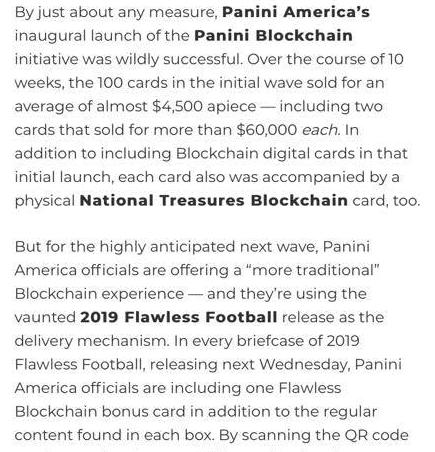 By just about any measure, Panini America's
inaugural launch of the Panini Blockchain
initiative was wildly successful. Over the course of 10
weeks, the 100 cards in the initial wave sold for an
average of almost $4,500 apiece — including two
cards that sold for more than $60,000 each. In
addition to including Blockchain digital cards in that
initial launch, each card also was accompanied by a
physical National Treasures Blockchain card, too.
But for the highly anticipated next wave, Panini
America officials are offering a “more traditional”
Blockchain experience — and they're using the
vaunted 2019 Flawless Football release as the
delivery mechanism. In every briefcase of 2019
Flawless Football, releasing next Wednesday, Panini
America officials are including one Flawless
Blockchain bonus card in addition to the regular
content found in each box. By scanning the QR code